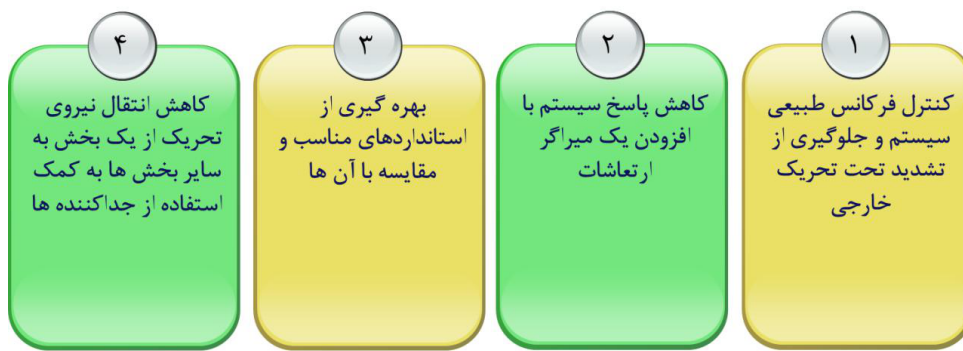 ۱
کنترل فرکانس طبیعی
سیستم و جلوگیری از
تشدید تحت تحریک
خارجی
۲
کاهش پاسخ سیستم با
افزودن یک میراگر
ارتعاشات
۳
بهره گیری از
استانداردهای مناسب و
مقایسه با آن ها
۴
کاهش انتقال نیروی
تحریک از یک بخش به
سایر بخش ها به کمک
استفاده از جداکننده ها